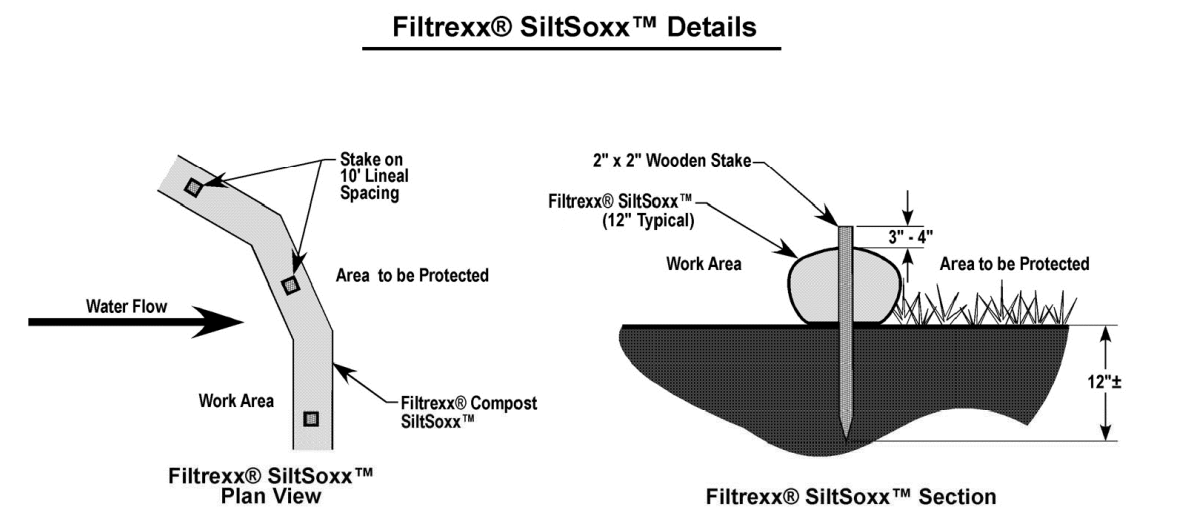 Filtrexx® SiltSoxx™ Details
Stake on
10' Lineal
Spacing
Area to be Protected
Water Flow
Work Area
Filtrexx® Compost
SiltSoxx™
Filtrexx® SiltSoxx™
Plan View
2" x 2" Wooden Stake
Filtrexx® SiltSoxx™
(12" Typical)
3" - 4"
Work Area
Area to be Protected
12"±
Filtrexx® SiltSoxx™ Section